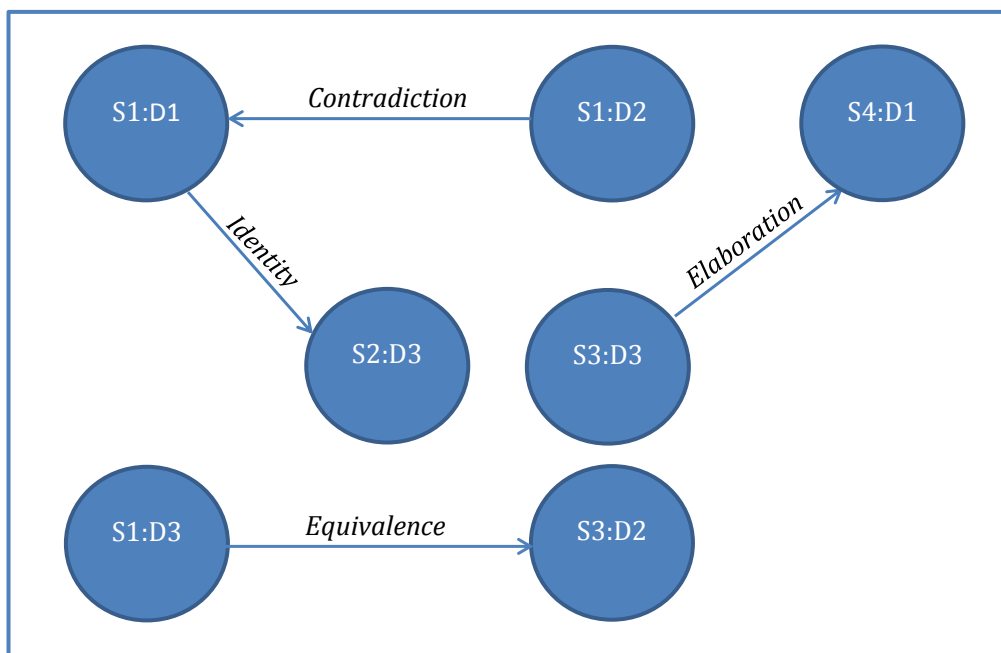 Contradiction
S1:D1
S1:D2
S4:D1
Identity
Elaboration
S2:D3
S3:D3
S1:D3
Equivalence
S3:D2